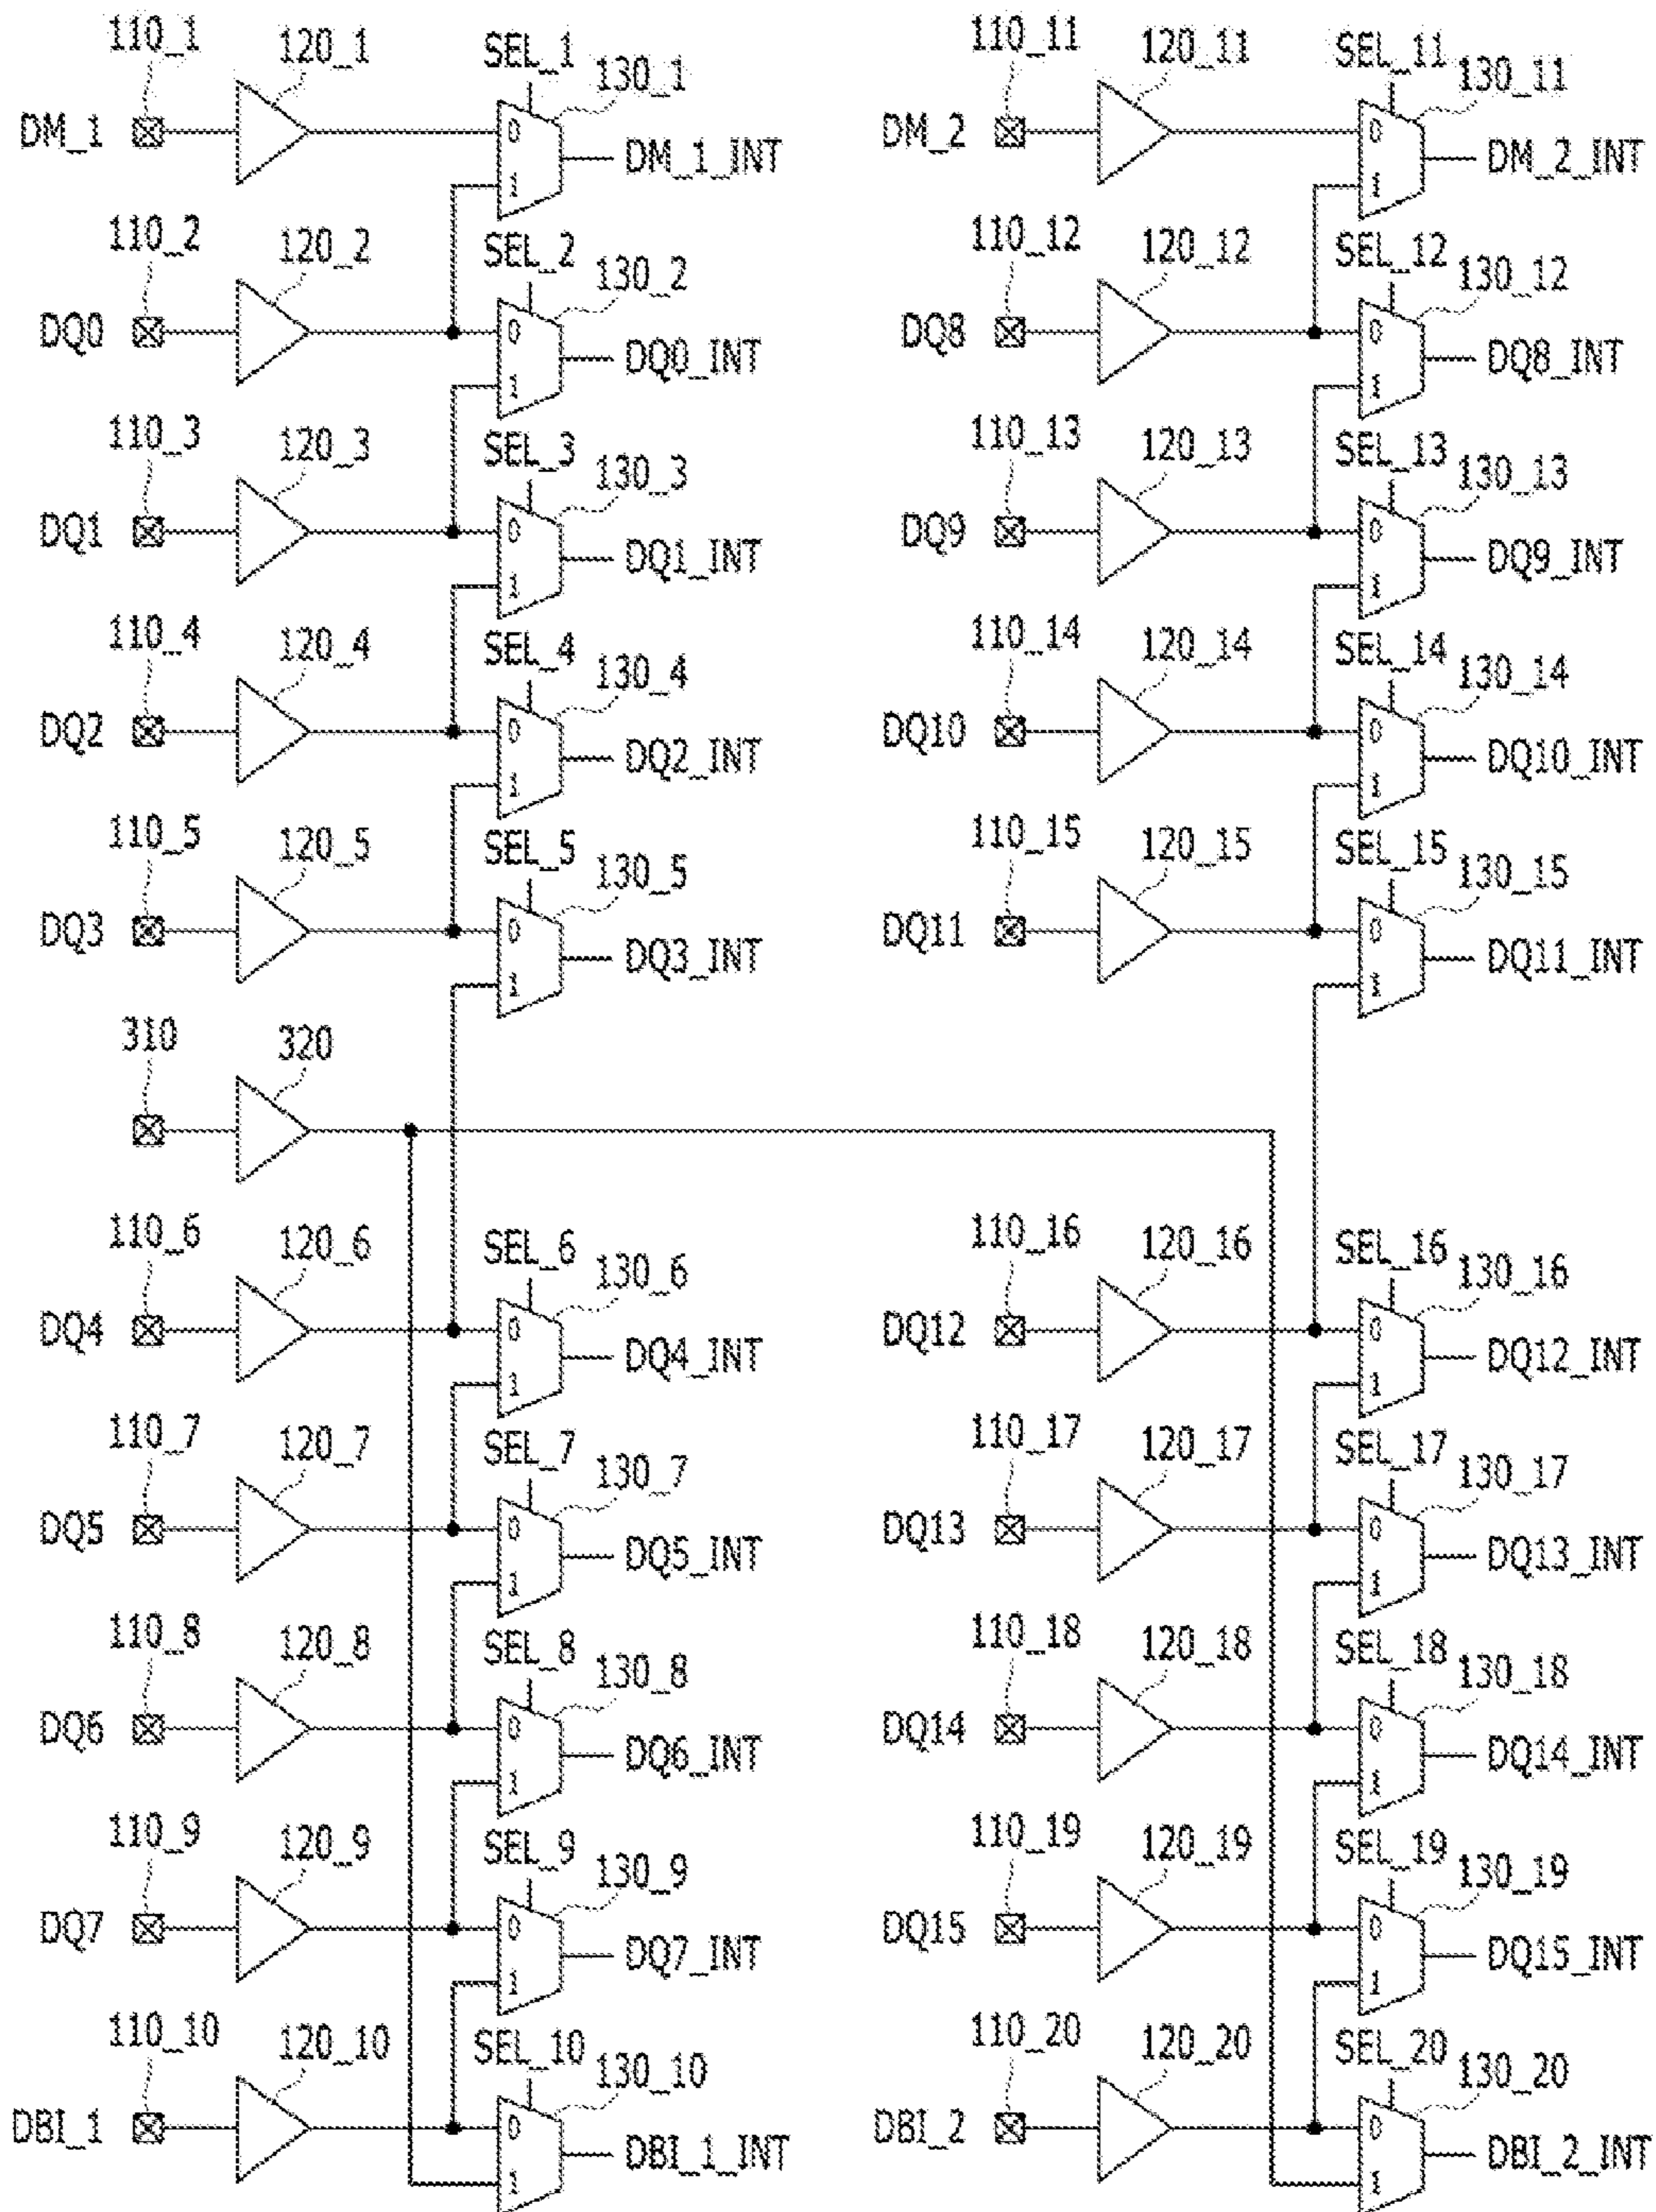 110_1 120_1 SEL_1 130_1 110_11 120_11 SEL_11 130_11
DM_1 0 1 DM_1_INT DM_2 0 1 DM_2_INT
110_2 120_2 SEL_2 130_2 110_12 120_12 SEL_12 130_12
DQ0 0 1 DQ0_INT DQ8 0 1 DQ8_INT
110_3 120_3 SEL_3 130_3 110_13 120_13 SEL_13 130_13
DQ1 0 1 DQ1_INT DQ9 0 1 DQ9_INT
110_4 120_4 SEL_4 130_4 110_14 120_14 SEL_14 130_14
DQ2 0 1 DQ2_INT DQ10 0 1 DQ10_INT
110_5 120_5 SEL_5 130_5 110_15 120_15 SEL_15 130_15
DQ3 0 1 DQ3_INT DQ11 0 1 DQ11_INT
310 320
110_6 120_6 SEL_6 130_6 110_16 120_16 SEL_16 130_16
DQ4 0 1 DQ4_INT DQ12 0 1 DQ12_INT
110_7 120_7 SEL_7 130_7 110_17 120_17 SEL_17 130_17
DQ5 0 1 DQ5_INT DQ13 0 1 DQ13_INT
110_8 120_8 SEL_8 130_8 110_18 120_18 SEL_18 130_18
DQ6 0 1 DQ6_INT DQ14 0 1 DQ14_INT
110_9 120_9 SEL_9 130_9 110_19 120_19 SEL_19 130_19
DQ7 0 1 DQ7_INT DQ15 0 1 DQ15_INT
110_10 120_10 SEL_10 130_10 110_20 120_20 SEL_20 130_20
DBI_1 0 1 DBI_1_INT DBI_2 0 1 DBI_2_INT